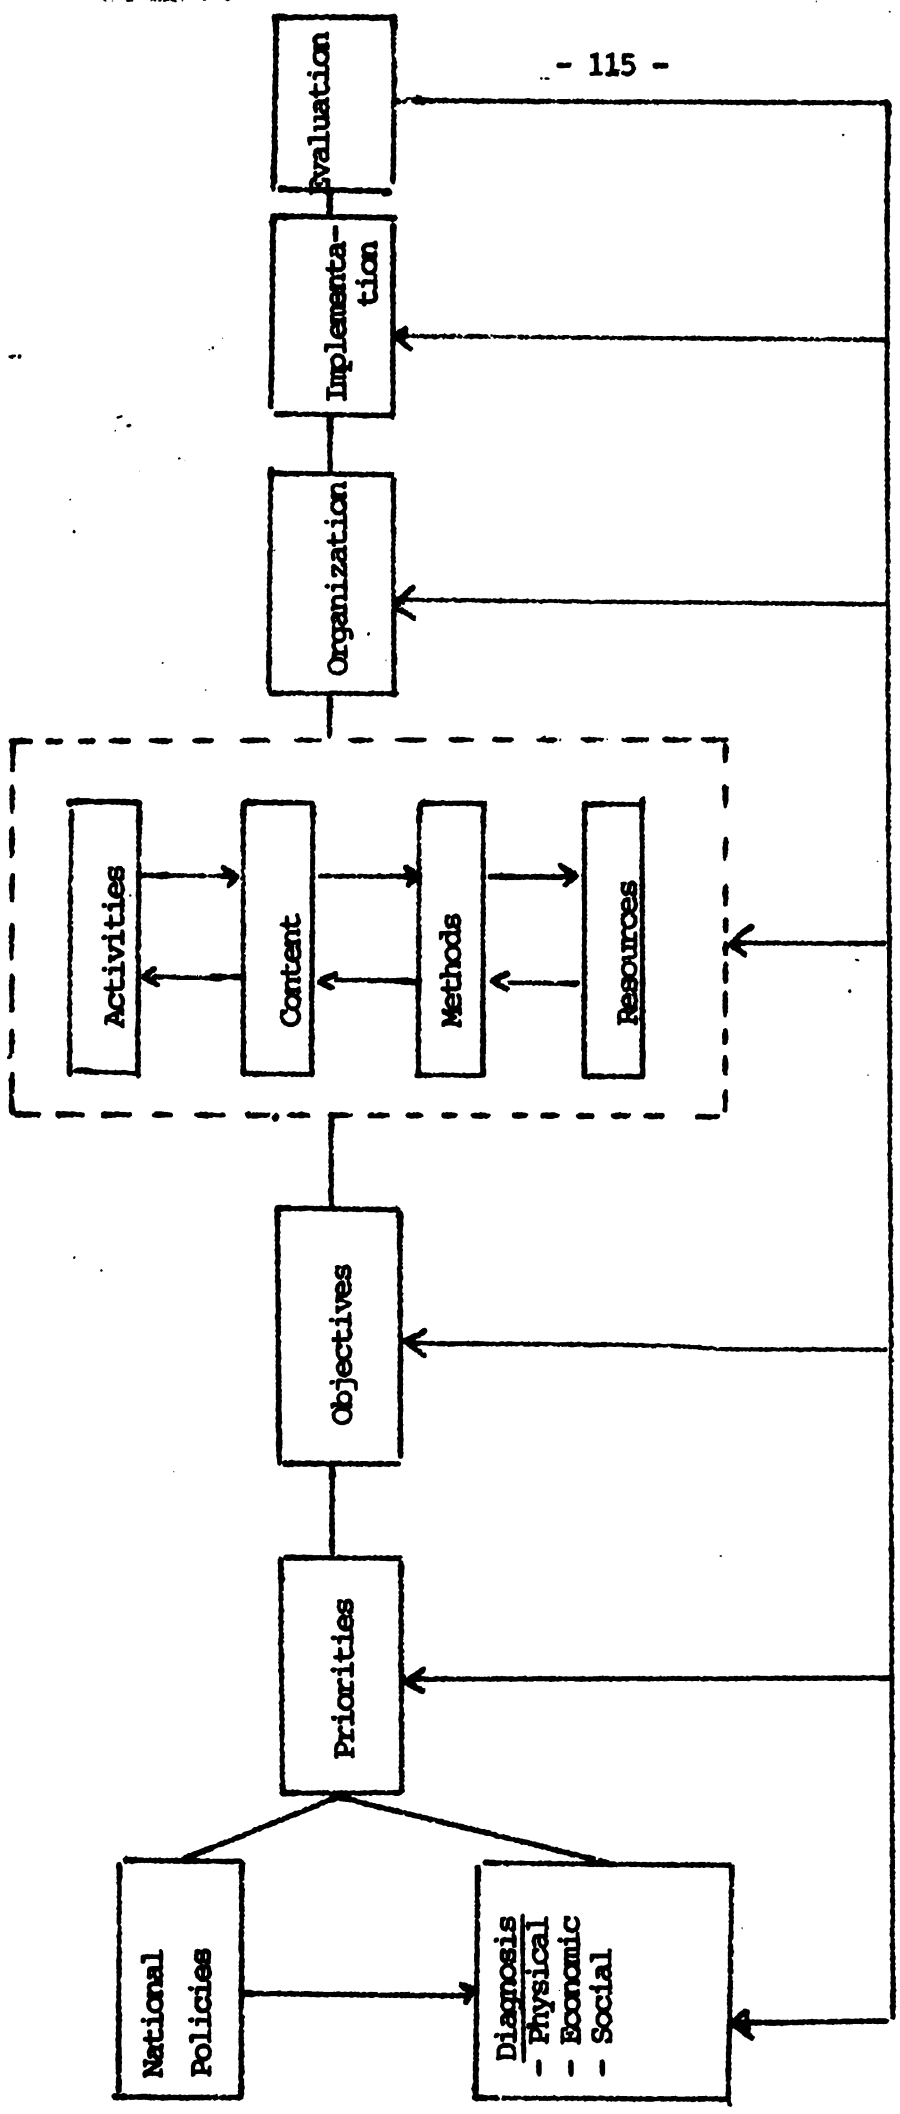 - 115 -
National
Policies
Diagnosis
- Physical
- Economic
- Social
Priorities
Objectives
Activities
Content
Methods
Resources
Organization
Implementa-
tion
Evaluation